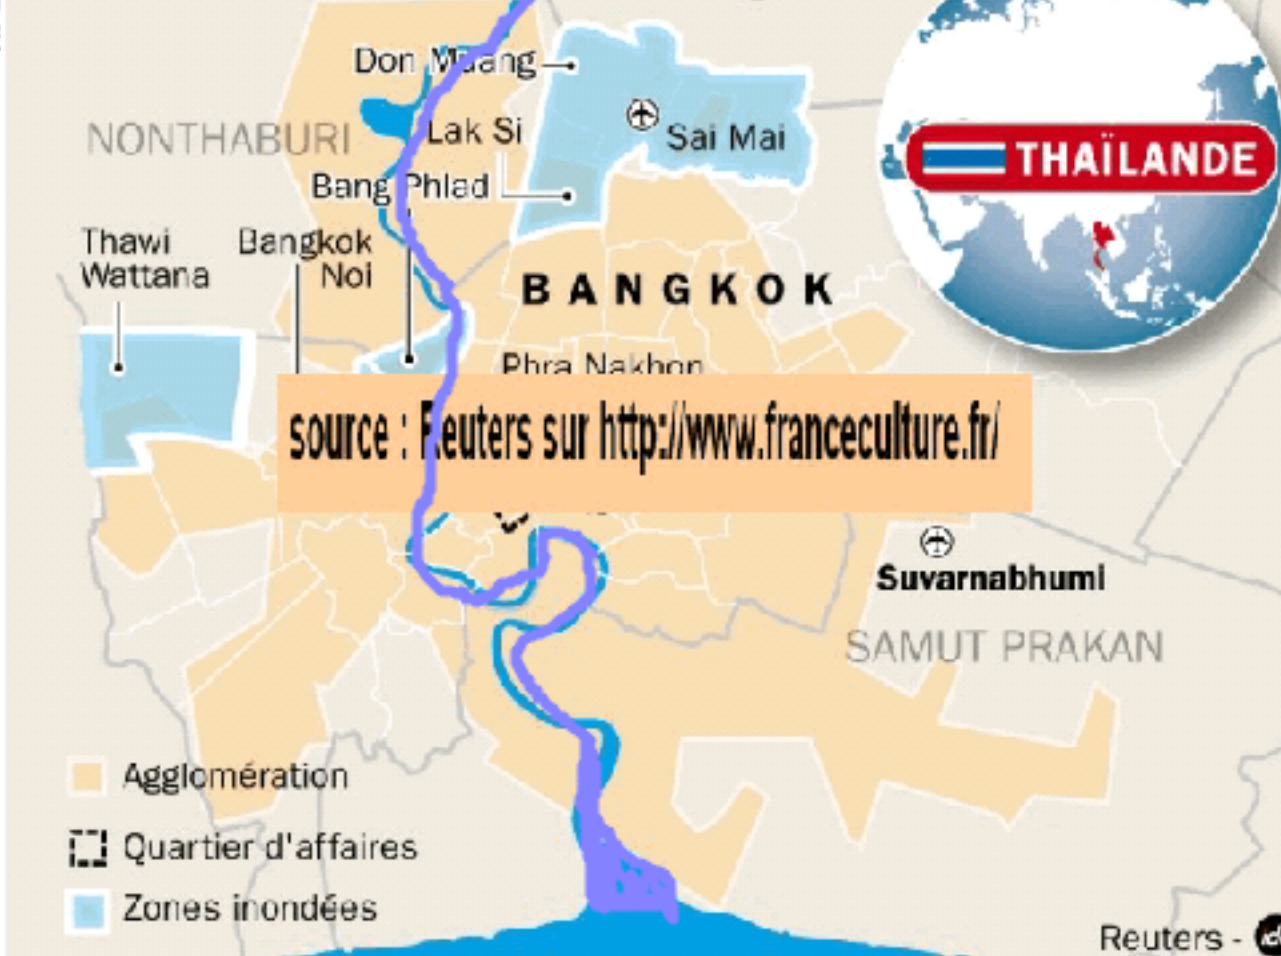 Don Muang
NONTHABURI
Lak Si
Sai Mai
THAÏLANDE
Bang Phlad
Thawi
Wattana
Bangkok
Noi
BANGKOK
Phra Nakhon
source : Reuters sur http://www.franceculture.fr/
Suvarnabhumi
SAMUT PRAKAN
Agglomération
Quartier d'affaires
Zones inondées
Reuters -